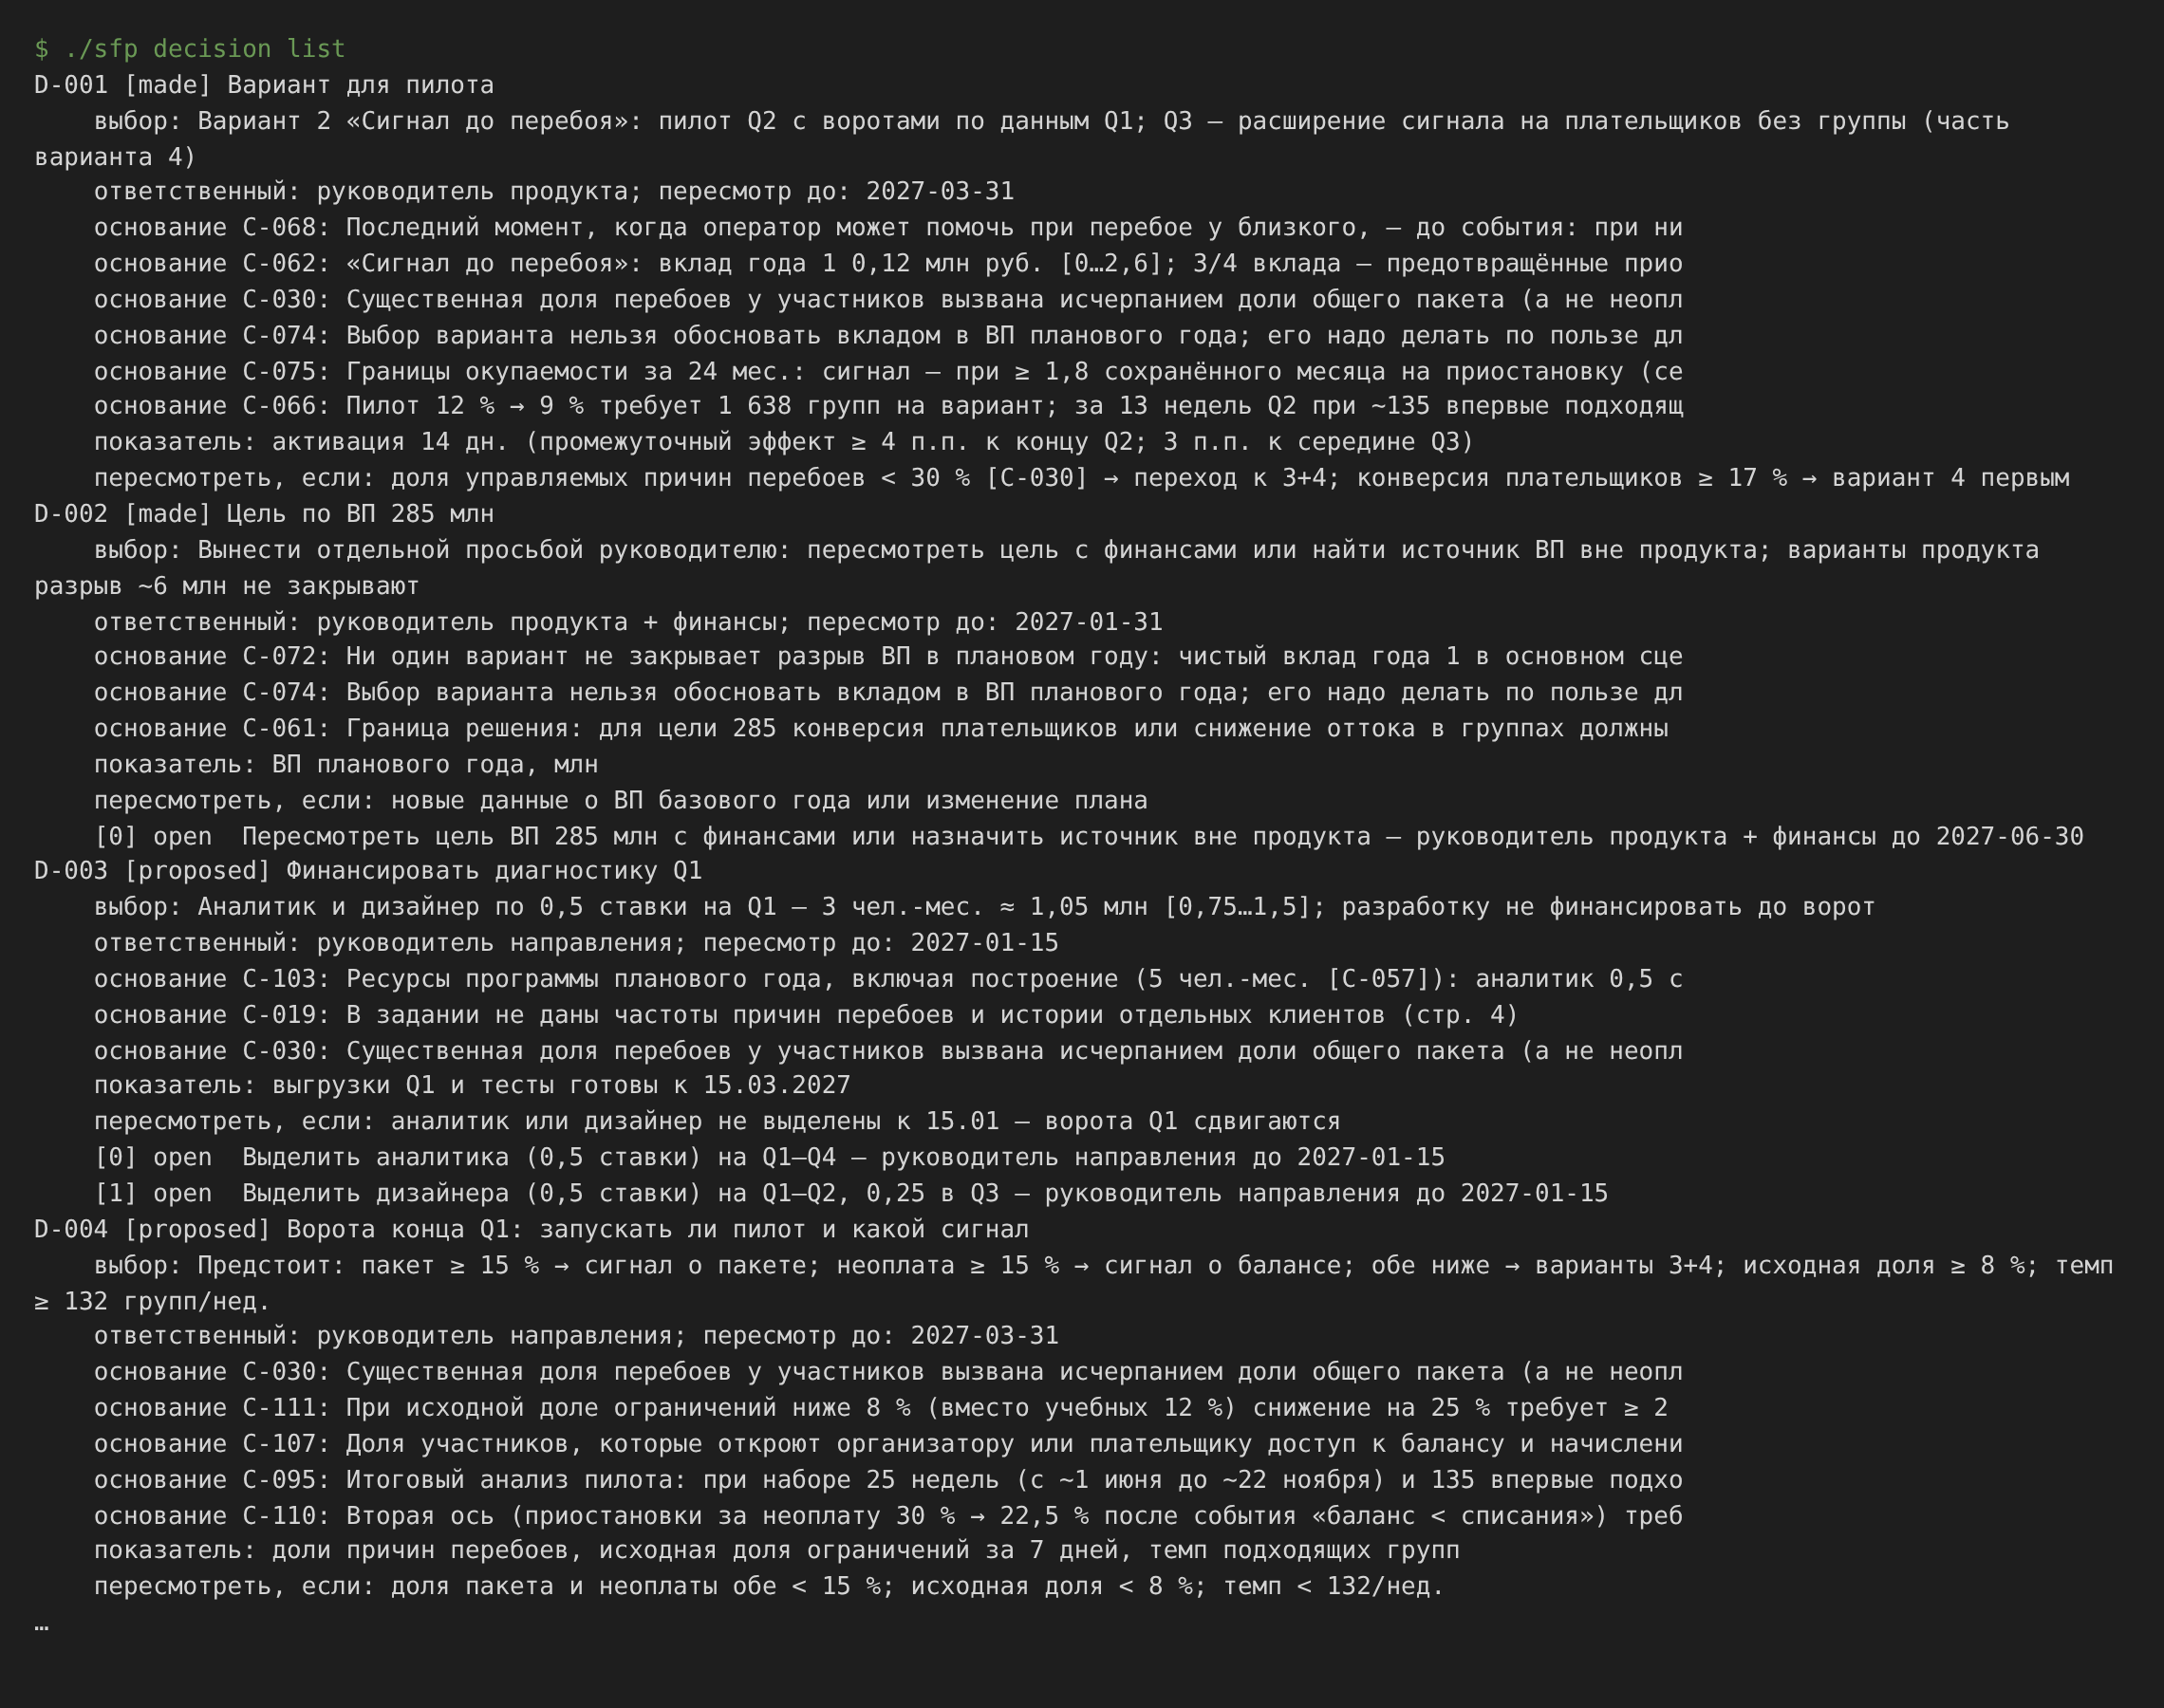 $ ./sfp decision list
D-001 [made] Вариант для пилота
    выбор: Вариант 2 «Сигнал до перебоя»: пилот Q2 с воротами по данным Q1; Q3 — расширение сигнала на плательщиков без группы (часть
варианта 4)
    ответственный: руководитель продукта; пересмотр до: 2027-03-31
    основание C-068: Последний момент, когда оператор может помочь при перебое у близкого, — до события: при ни
    основание C-062: «Сигнал до перебоя»: вклад года 1 0,12 млн руб. [0…2,6]; 3/4 вклада — предотвращённые прио
    основание C-030: Существенная доля перебоев у участников вызвана исчерпанием доли общего пакета (а не неопл
    основание C-074: Выбор варианта нельзя обосновать вкладом в ВП планового года; его надо делать по пользе дл
    основание C-075: Границы окупаемости за 24 мес.: сигнал — при ≥ 1,8 сохранённого месяца на приостановку (се
    основание C-066: Пилот 12 % → 9 % требует 1 638 групп на вариант; за 13 недель Q2 при ~135 впервые подходящ
    показатель: активация 14 дн. (промежуточный эффект ≥ 4 п.п. к концу Q2; 3 п.п. к середине Q3)
    пересмотреть, если: доля управляемых причин перебоев < 30 % [C-030] → переход к 3+4; конверсия плательщиков ≥ 17 % → вариант 4 первым
D-002 [made] Цель по ВП 285 млн
    выбор: Вынести отдельной просьбой руководителю: пересмотреть цель с финансами или найти источник ВП вне продукта; варианты продукта
разрыв ~6 млн не закрывают
    ответственный: руководитель продукта + финансы; пересмотр до: 2027-01-31
    основание C-072: Ни один вариант не закрывает разрыв ВП в плановом году: чистый вклад года 1 в основном сце
    основание C-074: Выбор варианта нельзя обосновать вкладом в ВП планового года; его надо делать по пользе дл
    основание C-061: Граница решения: для цели 285 конверсия плательщиков или снижение оттока в группах должны
    показатель: ВП планового года, млн
    пересмотреть, если: новые данные о ВП базового года или изменение плана
    [0] open  Пересмотреть цель ВП 285 млн с финансами или назначить источник вне продукта — руководитель продукта + финансы до 2027-06-30
D-003 [proposed] Финансировать диагностику Q1
    выбор: Аналитик и дизайнер по 0,5 ставки на Q1 — 3 чел.-мес. ≈ 1,05 млн [0,75…1,5]; разработку не финансировать до ворот
    ответственный: руководитель направления; пересмотр до: 2027-01-15
    основание C-103: Ресурсы программы планового года, включая построение (5 чел.-мес. [C-057]): аналитик 0,5 с
    основание C-019: В задании не даны частоты причин перебоев и истории отдельных клиентов (стр. 4)
    основание C-030: Существенная доля перебоев у участников вызвана исчерпанием доли общего пакета (а не неопл
    показатель: выгрузки Q1 и тесты готовы к 15.03.2027
    пересмотреть, если: аналитик или дизайнер не выделены к 15.01 — ворота Q1 сдвигаются
    [0] open  Выделить аналитика (0,5 ставки) на Q1–Q4 — руководитель направления до 2027-01-15
    [1] open  Выделить дизайнера (0,5 ставки) на Q1–Q2, 0,25 в Q3 — руководитель направления до 2027-01-15
D-004 [proposed] Ворота конца Q1: запускать ли пилот и какой сигнал
    выбор: Предстоит: пакет ≥ 15 % → сигнал о пакете; неоплата ≥ 15 % → сигнал о балансе; обе ниже → варианты 3+4; исходная доля ≥ 8 %; темп
≥ 132 групп/нед.
    ответственный: руководитель направления; пересмотр до: 2027-03-31
    основание C-030: Существенная доля перебоев у участников вызвана исчерпанием доли общего пакета (а не неопл
    основание C-111: При исходной доле ограничений ниже 8 % (вместо учебных 12 %) снижение на 25 % требует ≥ 2
    основание C-107: Доля участников, которые откроют организатору или плательщику доступ к балансу и начислени
    основание C-095: Итоговый анализ пилота: при наборе 25 недель (с ~1 июня до ~22 ноября) и 135 впервые подхо
    основание C-110: Вторая ось (приостановки за неоплату 30 % → 22,5 % после события «баланс < списания») треб
    показатель: доли причин перебоев, исходная доля ограничений за 7 дней, темп подходящих групп
    пересмотреть, если: доля пакета и неоплаты обе < 15 %; исходная доля < 8 %; темп < 132/нед.
…